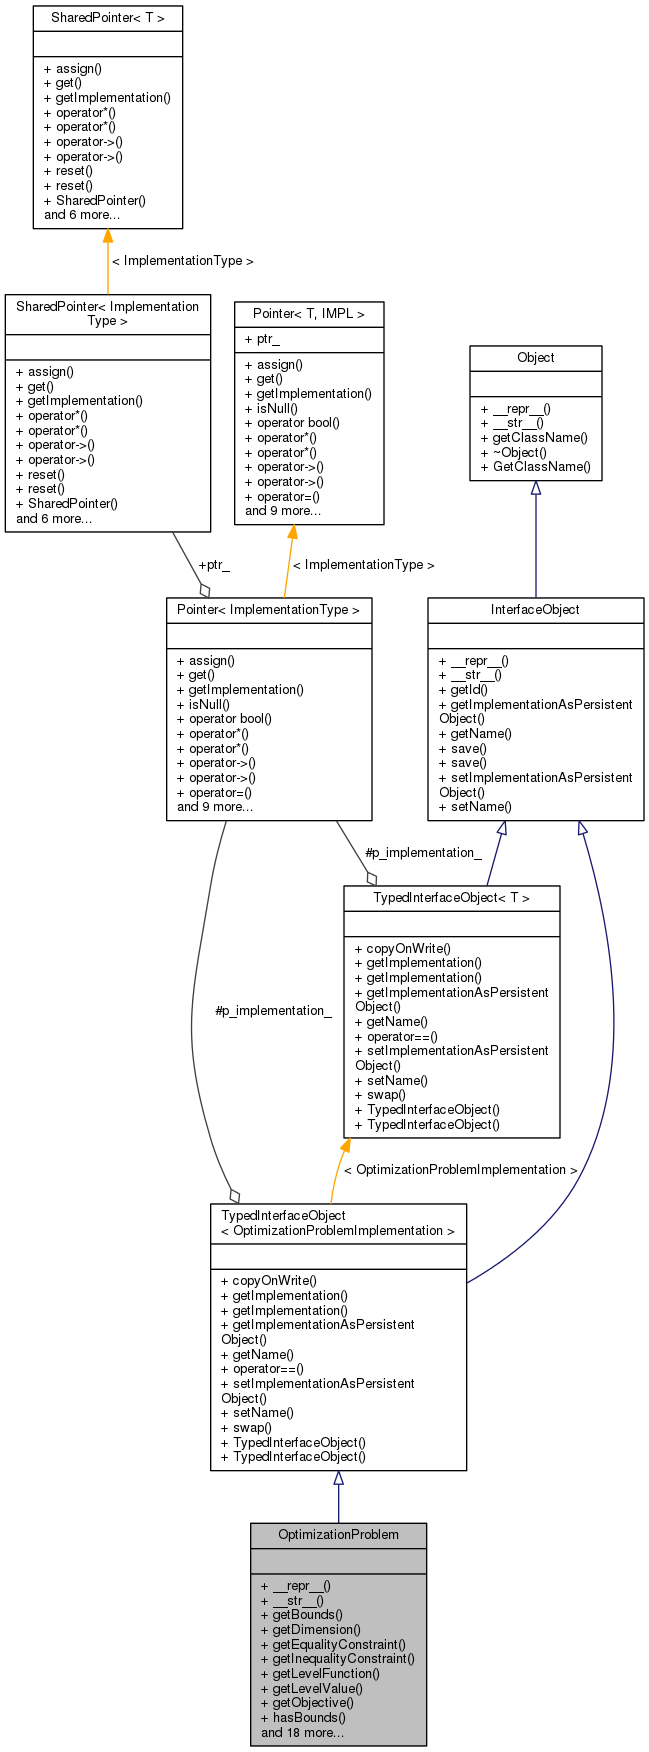 SharedPointer< T >
+ assign()
+ get()
+ getImplementation()
+ operator*()
+ operator*()
+ operator->()
+ operator->()
+ reset()
+ reset()
+ SharedPointer()
and 6 more...
< ImplementationType >
SharedPointer< Implementation
Type >
+ assign()
+ get()
+ getImplementation()
+ operator*()
+ operator*()
+ operator->()
+ operator->()
+ reset()
+ reset()
+ SharedPointer()
and 6 more...
Pointer< T, IMPL >
+ ptr_
+ assign()
+ get()
+ getImplementation()
+ isNull()
+ operator bool()
+ operator*()
+ operator*()
+ operator->()
+ operator->()
+ operator=()
and 9 more...
Object
+ __repr__()
+ __str__()
+ getClassName()
+ ~Object()
+ GetClassName()
+ptr_
< ImplementationType >
Pointer< ImplementationType >
+ assign()
+ get()
+ getImplementation()
+ isNull()
+ operator bool()
+ operator*()
+ operator*()
+ operator->()
+ operator->()
+ operator=()
and 9 more...
InterfaceObject
+ __repr__()
+ __str__()
+ getId()
+ getImplementationAsPersistent
Object()
+ getName()
+ save()
+ save()
+ setImplementationAsPersistent
Object()
+ setName()
#p_implementation_
TypedInterfaceObject< T >
+ copyOnWrite()
+ getImplementation()
+ getImplementation()
+ getImplementationAsPersistent
Object()
+ getName()
+ operator==()
+ setImplementationAsPersistent
Object()
+ setName()
+ swap()
+ TypedInterfaceObject()
+ TypedInterfaceObject()
#p_implementation_
< OptimizationProblemImplementation >
TypedInterfaceObject
< OptimizationProblemImplementation >
+ copyOnWrite()
+ getImplementation()
+ getImplementation()
+ getImplementationAsPersistent
Object()
+ getName()
+ operator==()
+ setImplementationAsPersistent
Object()
+ setName()
+ swap()
+ TypedInterfaceObject()
+ TypedInterfaceObject()
OptimizationProblem
+ __repr__()
+ __str__()
+ getBounds()
+ getDimension()
+ getEqualityConstraint()
+ getInequalityConstraint()
+ getLevelFunction()
+ getLevelValue()
+ getObjective()
+ hasBounds()
and 18 more...